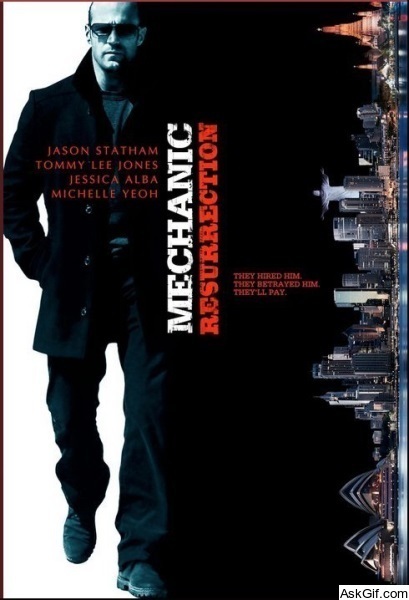 JASON STATHAM
TOMMY LEE JONES
JESSICA ALBA
MICHELLE YEOH
MECHANIC
RESURRECTION
THEY HIRED HIM.
THEY BETRAYED HIM.
THEY'LL PAY.
AskGif.com